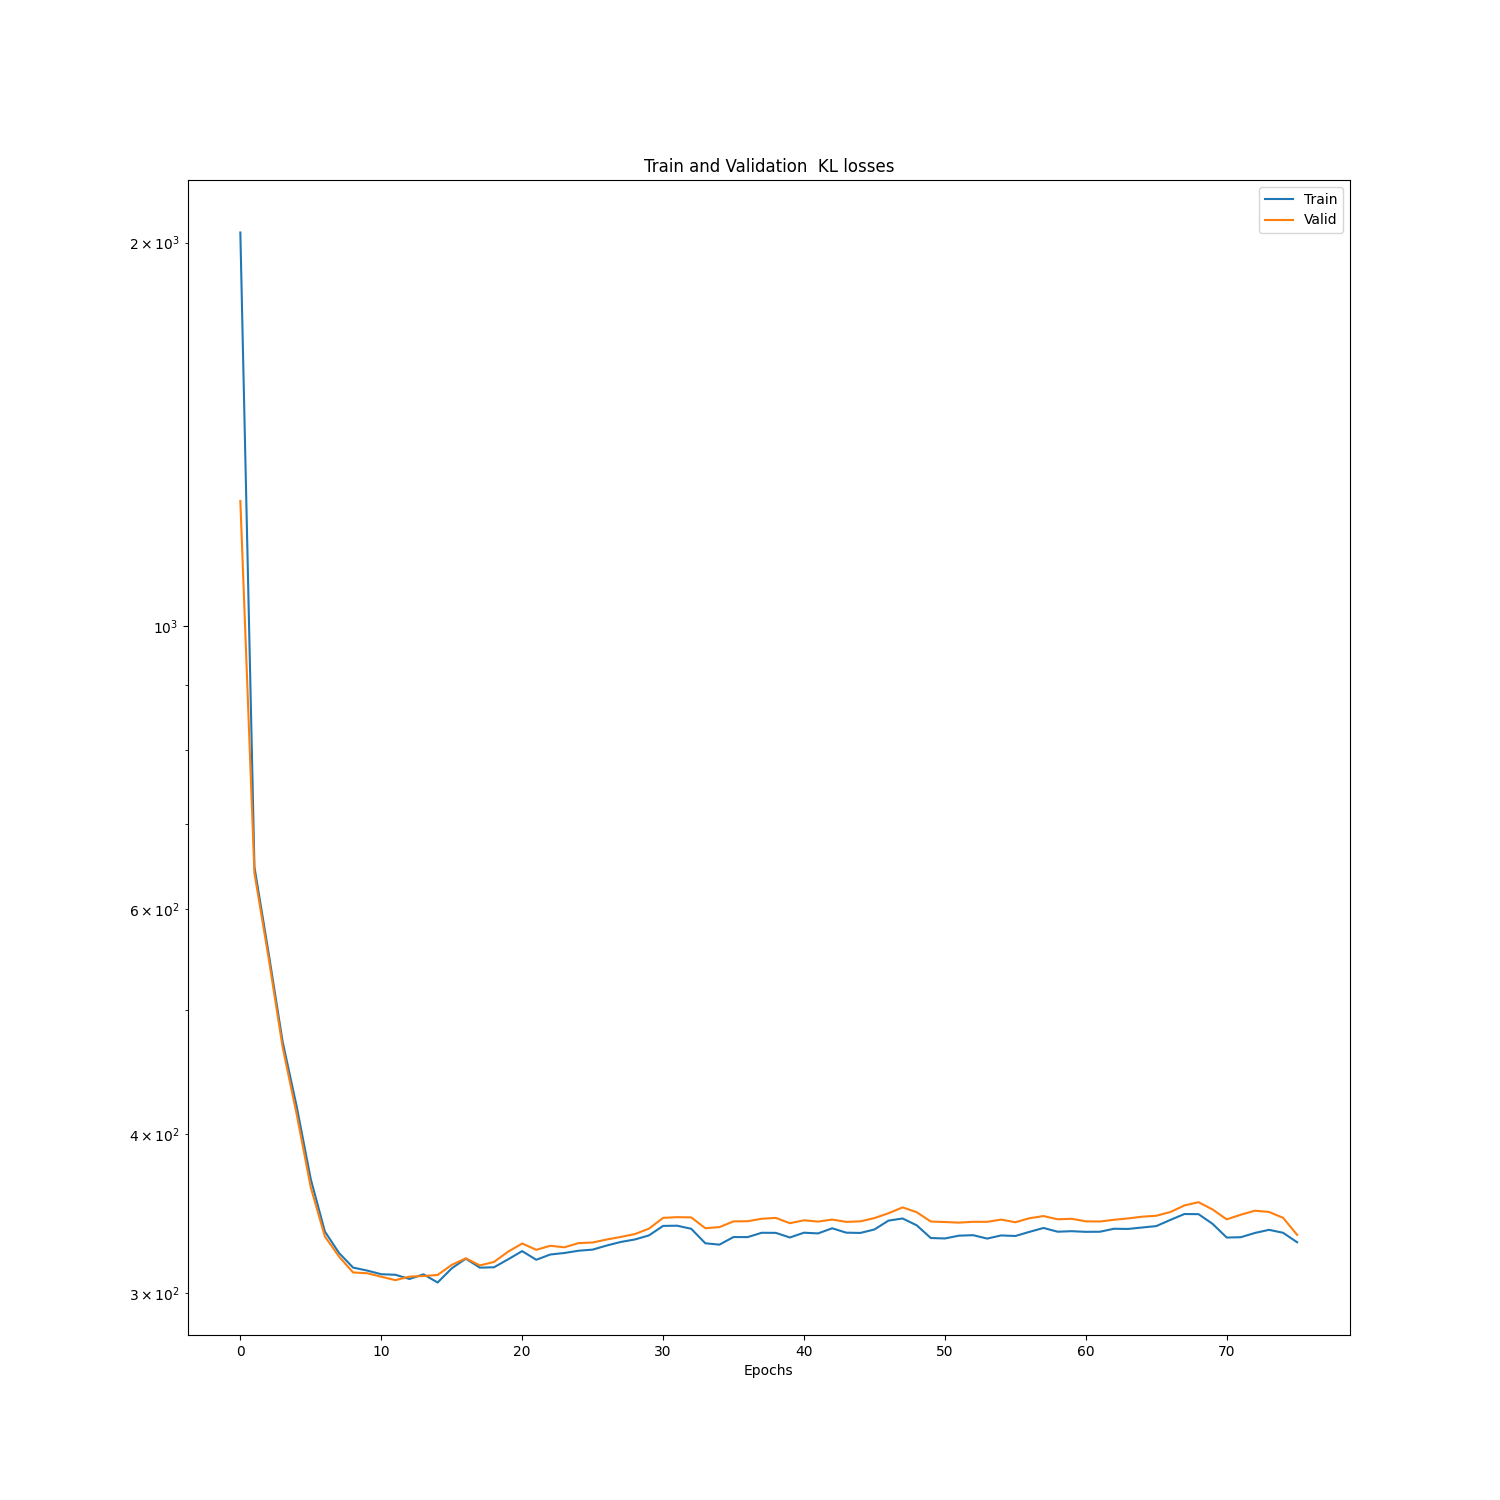 Train and Validation  KL losses
Train
Valid
2 × 10³
10³
6 × 10²
4 × 10²
3 × 10²
0 10 20 30 40 50 60 70
Epochs